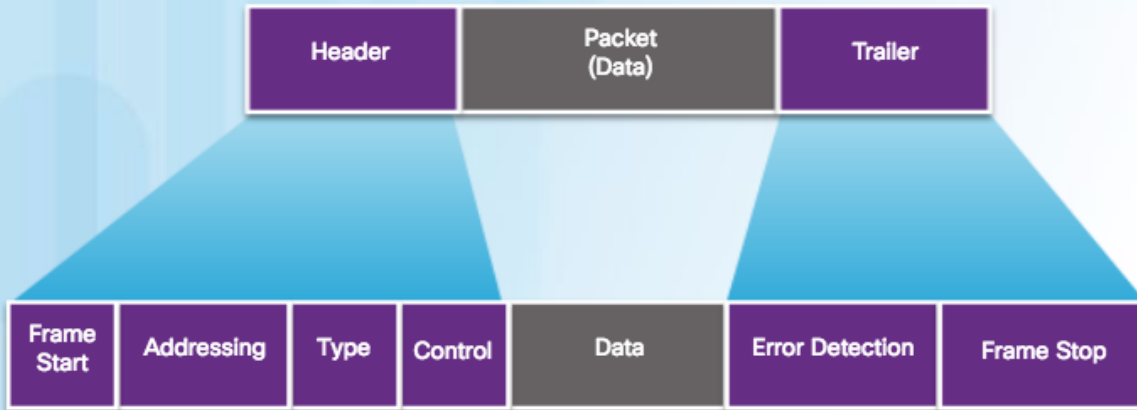 Header
Packet
(Data)
Trailer
Frame
Start
Addressing
Type
Control
Data
Error Detection
Frame Stop